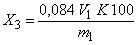 X₃ = 0,084 V₁ K 100 / m₁